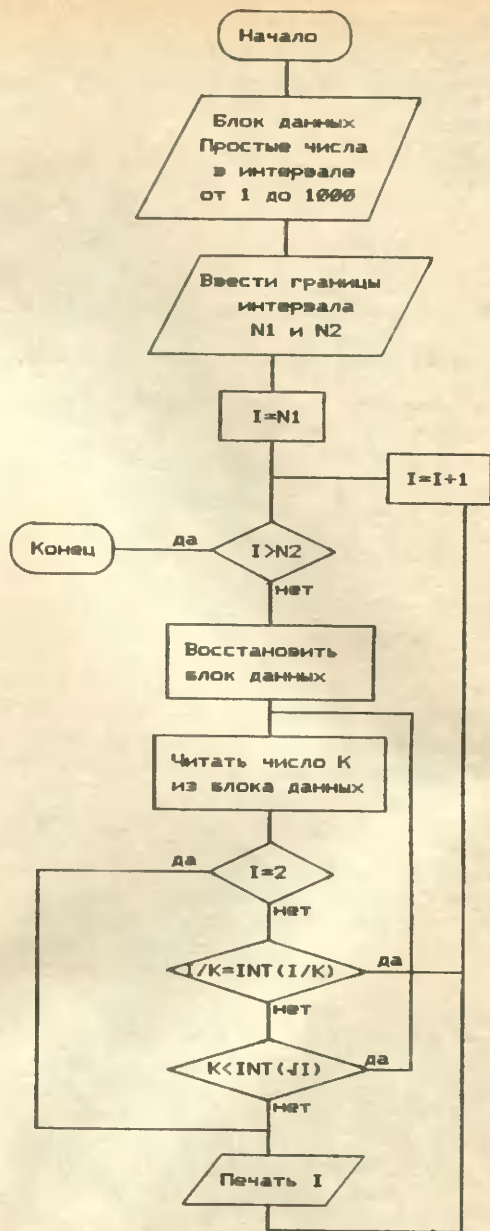 Начало
Блок данных
Простые числа
в интервале
от 1 до 1000
Ввести границы
интервала
N1 и N2
I=N1
I=I+1
Конец
да
I>N2
нет
Восстановить
блок данных
Читать число К
из блока данных
да
I=2
нет
I/K=INT(I/K)
да
нет
K<INT(√I)
да
нет
Печать I